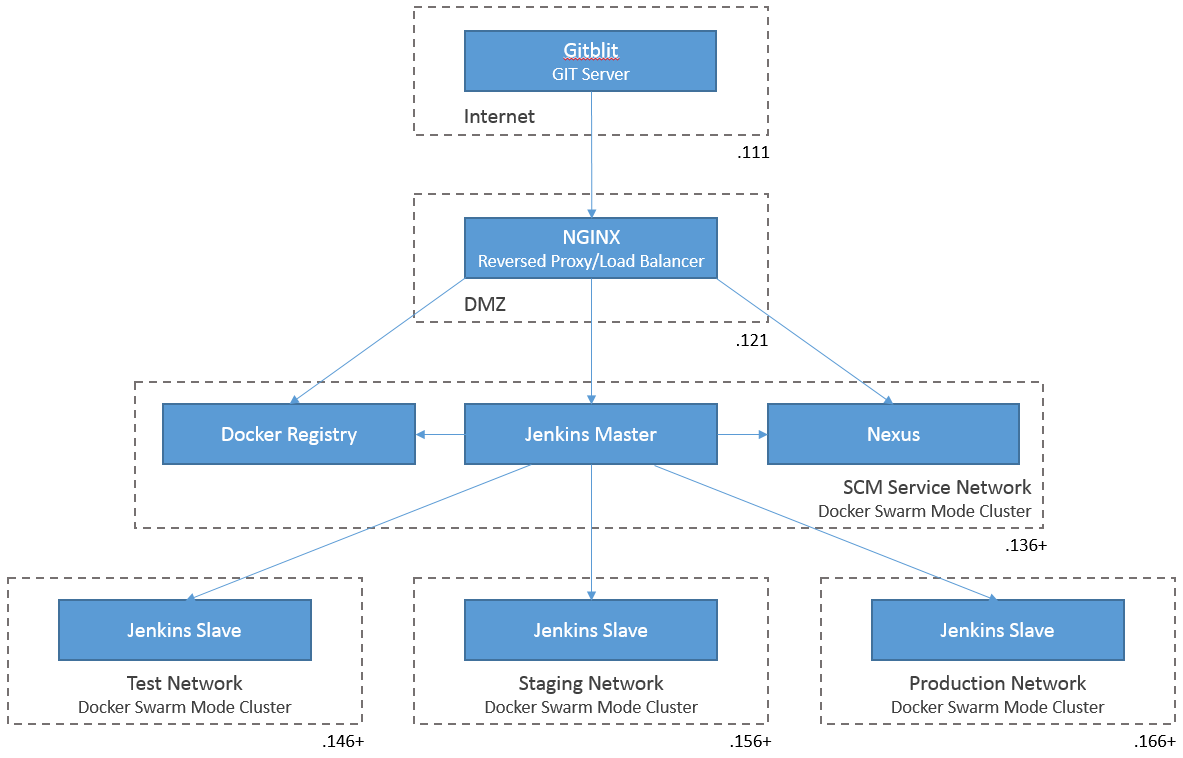 Gitblit
GIT Server
Internet
.111
NGINX
Reversed Proxy/Load Balancer
DMZ
.121
Docker Registry
Jenkins Master
Nexus
SCM Service Network
Docker Swarm Mode Cluster
.136+
Jenkins Slave
Test Network
Docker Swarm Mode Cluster
.146+
Jenkins Slave
Staging Network
Docker Swarm Mode Cluster
.156+
Jenkins Slave
Production Network
Docker Swarm Mode Cluster
.166+